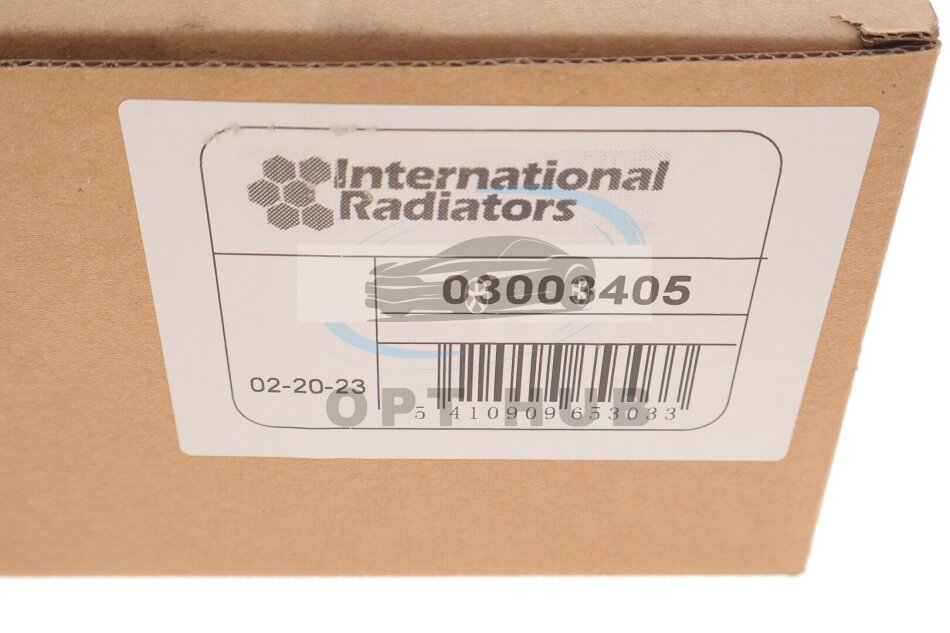 International
Radiators
03003405
02-20-23
5 410909 653033
OPT HUB